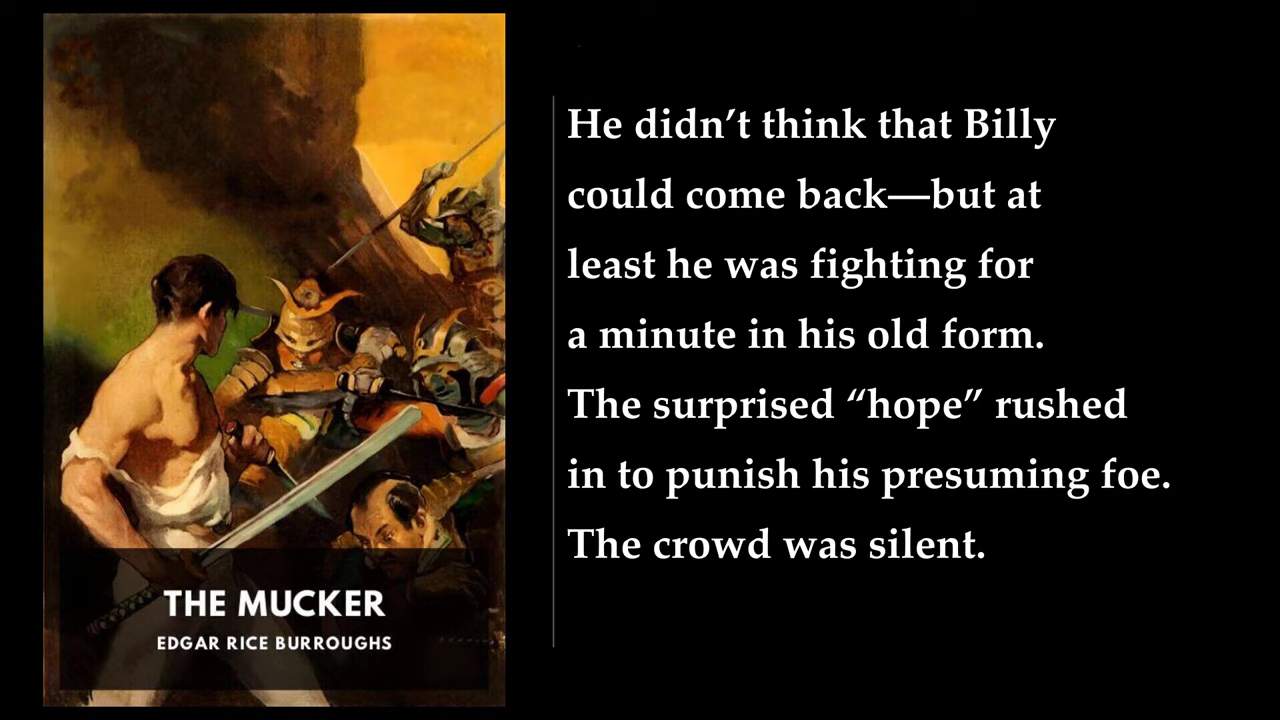 THE MUCKER
EDGAR RICE BURROUGHS
He didn’t think that Billy
could come back—but at
least he was fighting for
a minute in his old form.
The surprised “hope” rushed
in to punish his presuming foe.
The crowd was silent.